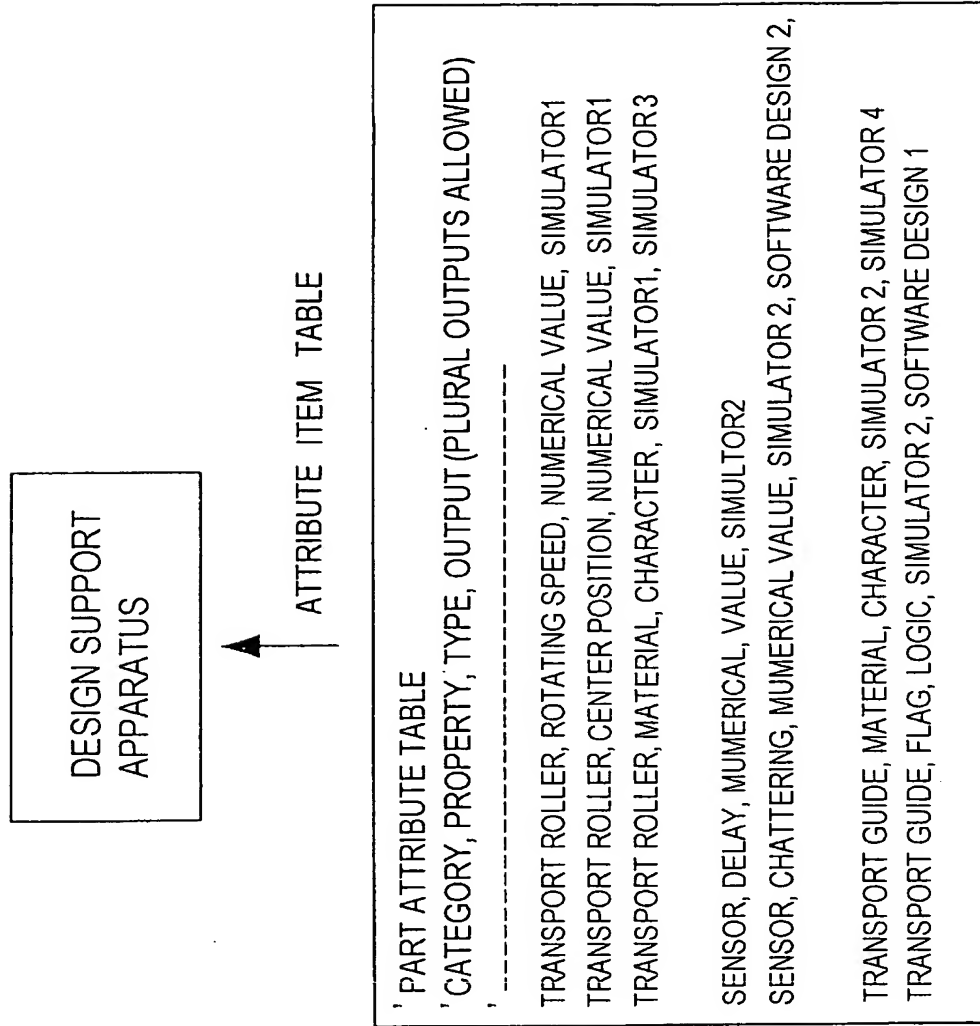 DESIGN SUPPORT
APPARATUS
ATTRIBUTE ITEM TABLE
' PART ATTRIBUTE TABLE
' CATEGORY, PROPERTY, TYPE, OUTPUT (PLURAL OUTPUTS ALLOWED)
' --------------------------------
TRANSPORT ROLLER, ROTATING SPEED, NUMERICAL VALUE, SIMULATOR1
TRANSPORT ROLLER, CENTER POSITION, NUMERICAL VALUE, SIMULATOR1
TRANSPORT ROLLER, MATERIAL, CHARACTER, SIMULATOR1, SIMULATOR3
SENSOR, DELAY, MUMERICAL, VALUE, SIMULTOR2
SENSOR, CHATTERING, MUMERICAL VALUE, SIMULATOR 2, SOFTWARE DESIGN 2,
TRANSPORT GUIDE, MATERIAL, CHARACTER, SIMULATOR 2, SIMULATOR 4
TRANSPORT GUIDE, FLAG, LOGIC, SIMULATOR 2, SOFTWARE DESIGN 1